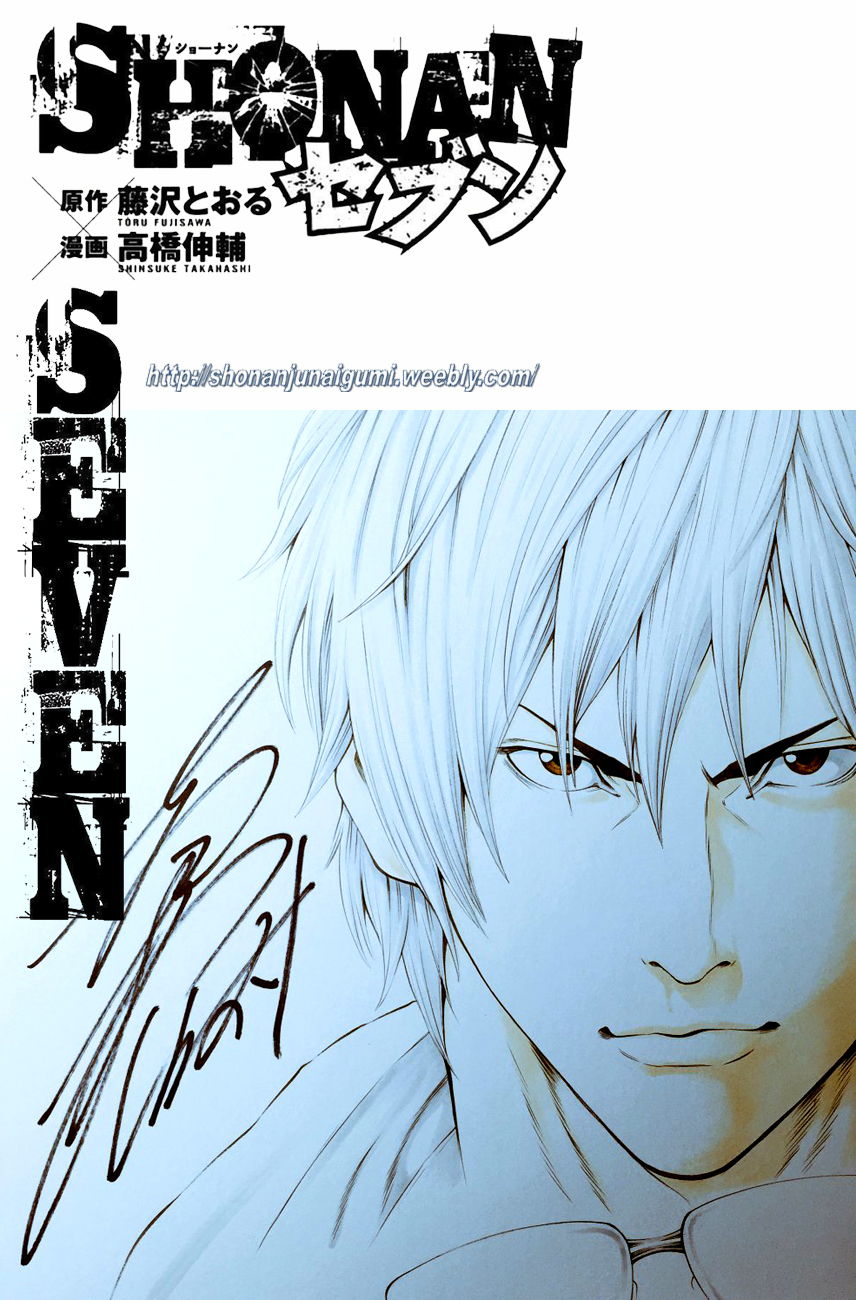 ショーナン
SHONAN
セブン
原作 藤沢とおる
TORU FUJISAWA
漫画 高橋伸輔
SHINSUKE TAKAHASHI
SEVEN
http://shonanjunaigumi.weebly.com/